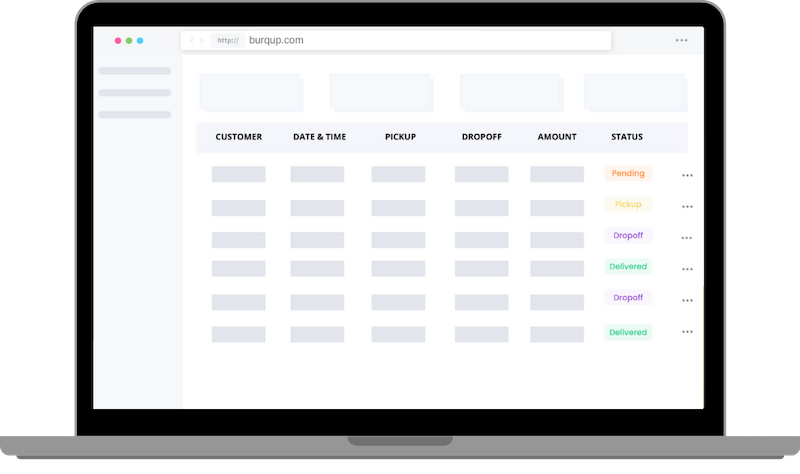 http:// burqup.com
CUSTOMER DATE & TIME PICKUP DROPOFF AMOUNT STATUS
Pending
Pickup
Dropoff
Delivered
Dropoff
Delivered